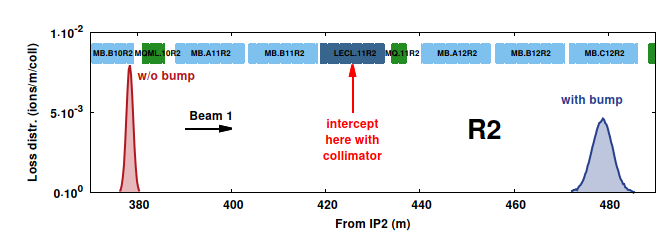 1·10⁻²
MB.B10R2 MQML.10R2 MB.A11R2 MB.B11R2 LECL.11R2 MQ.11R2 MB.A12R2 MB.B12R2 MB.C12R2
w/o bump
with bump
Beam 1
5·10⁻³
intercept
here with
collimator
R2
Loss distr. (ions/m/coll)
0·10⁰
380 400 420 440 460 480
From IP2 (m)